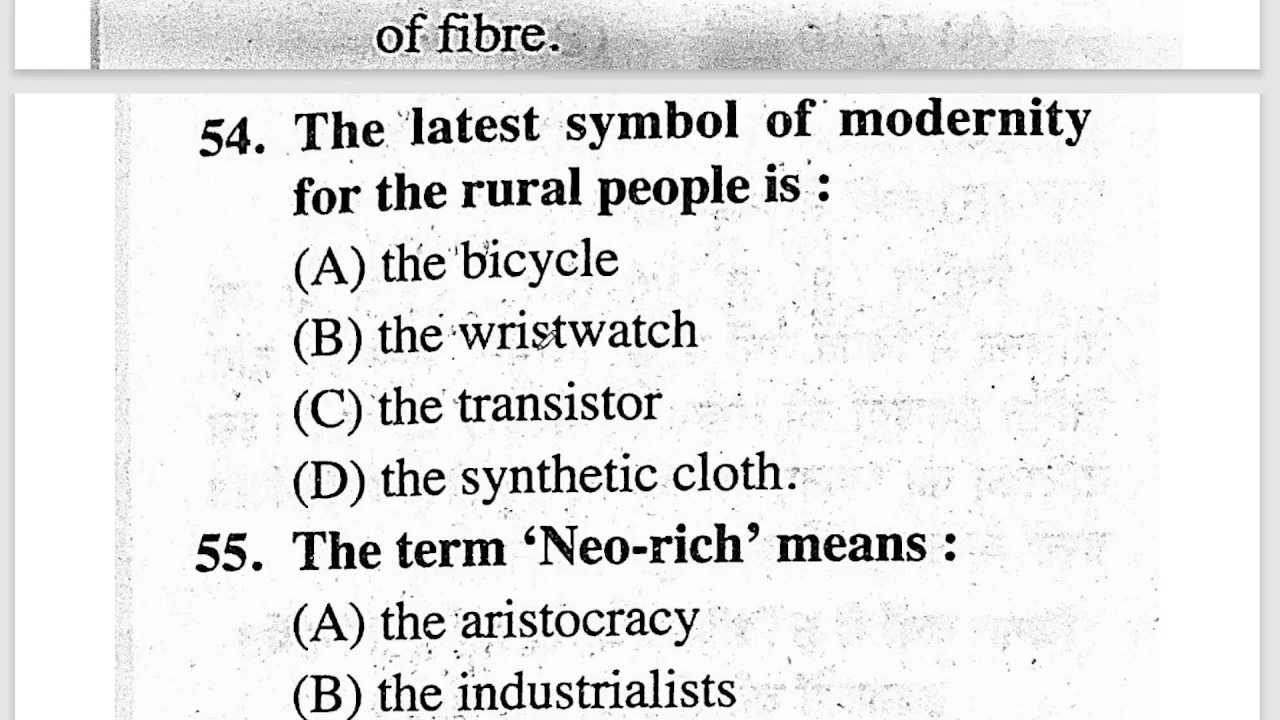 of fibre.
54. The latest symbol of modernity
for the rural people is :
(A) the bicycle
(B) the wristwatch
(C) the transistor
(D) the synthetic cloth.
55. The term ‘Neo-rich’ means :
(A) the aristocracy
(B) the industrialists